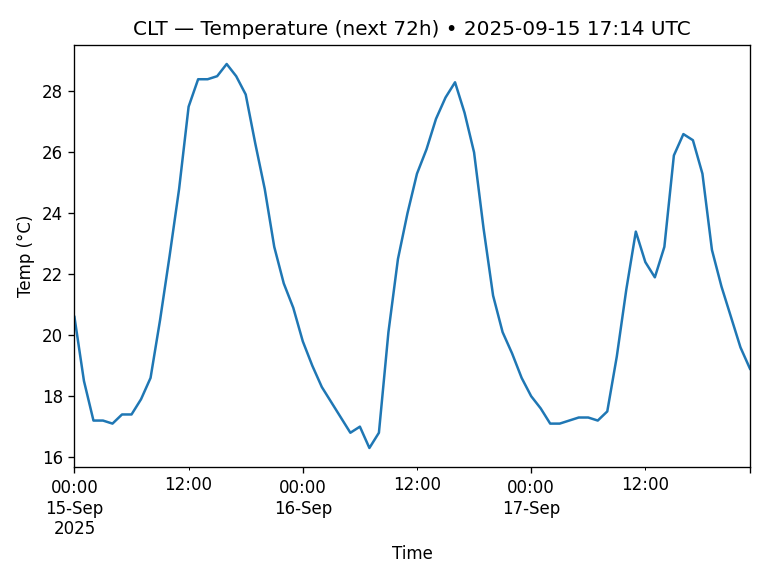 CLT — Temperature (next 72h) • 2025-09-15 17:14 UTC
Temp (°C)
28
26
24
22
20
18
16
00:00 12:00 00:00 12:00 00:00 12:00
15-Sep 16-Sep 17-Sep
2025
Time